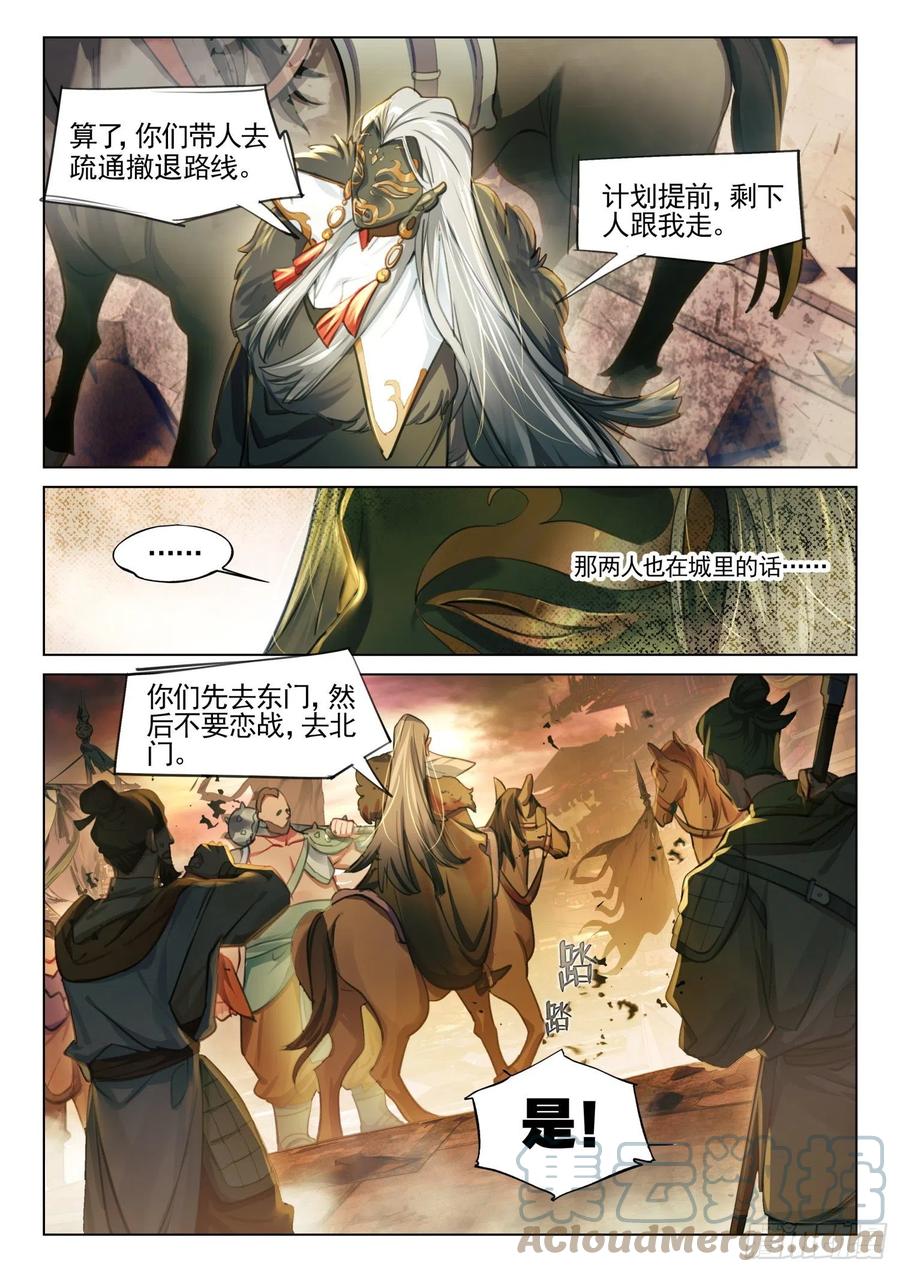 算了,你们带人去
疏通撤退路线。
计划提前,剩下
人跟我走。
……
那两人也在城里的话……
你们先去东门,然
后不要恋战,去北
门。
踏
踏
是!
集云数据
AcloudMerge.com